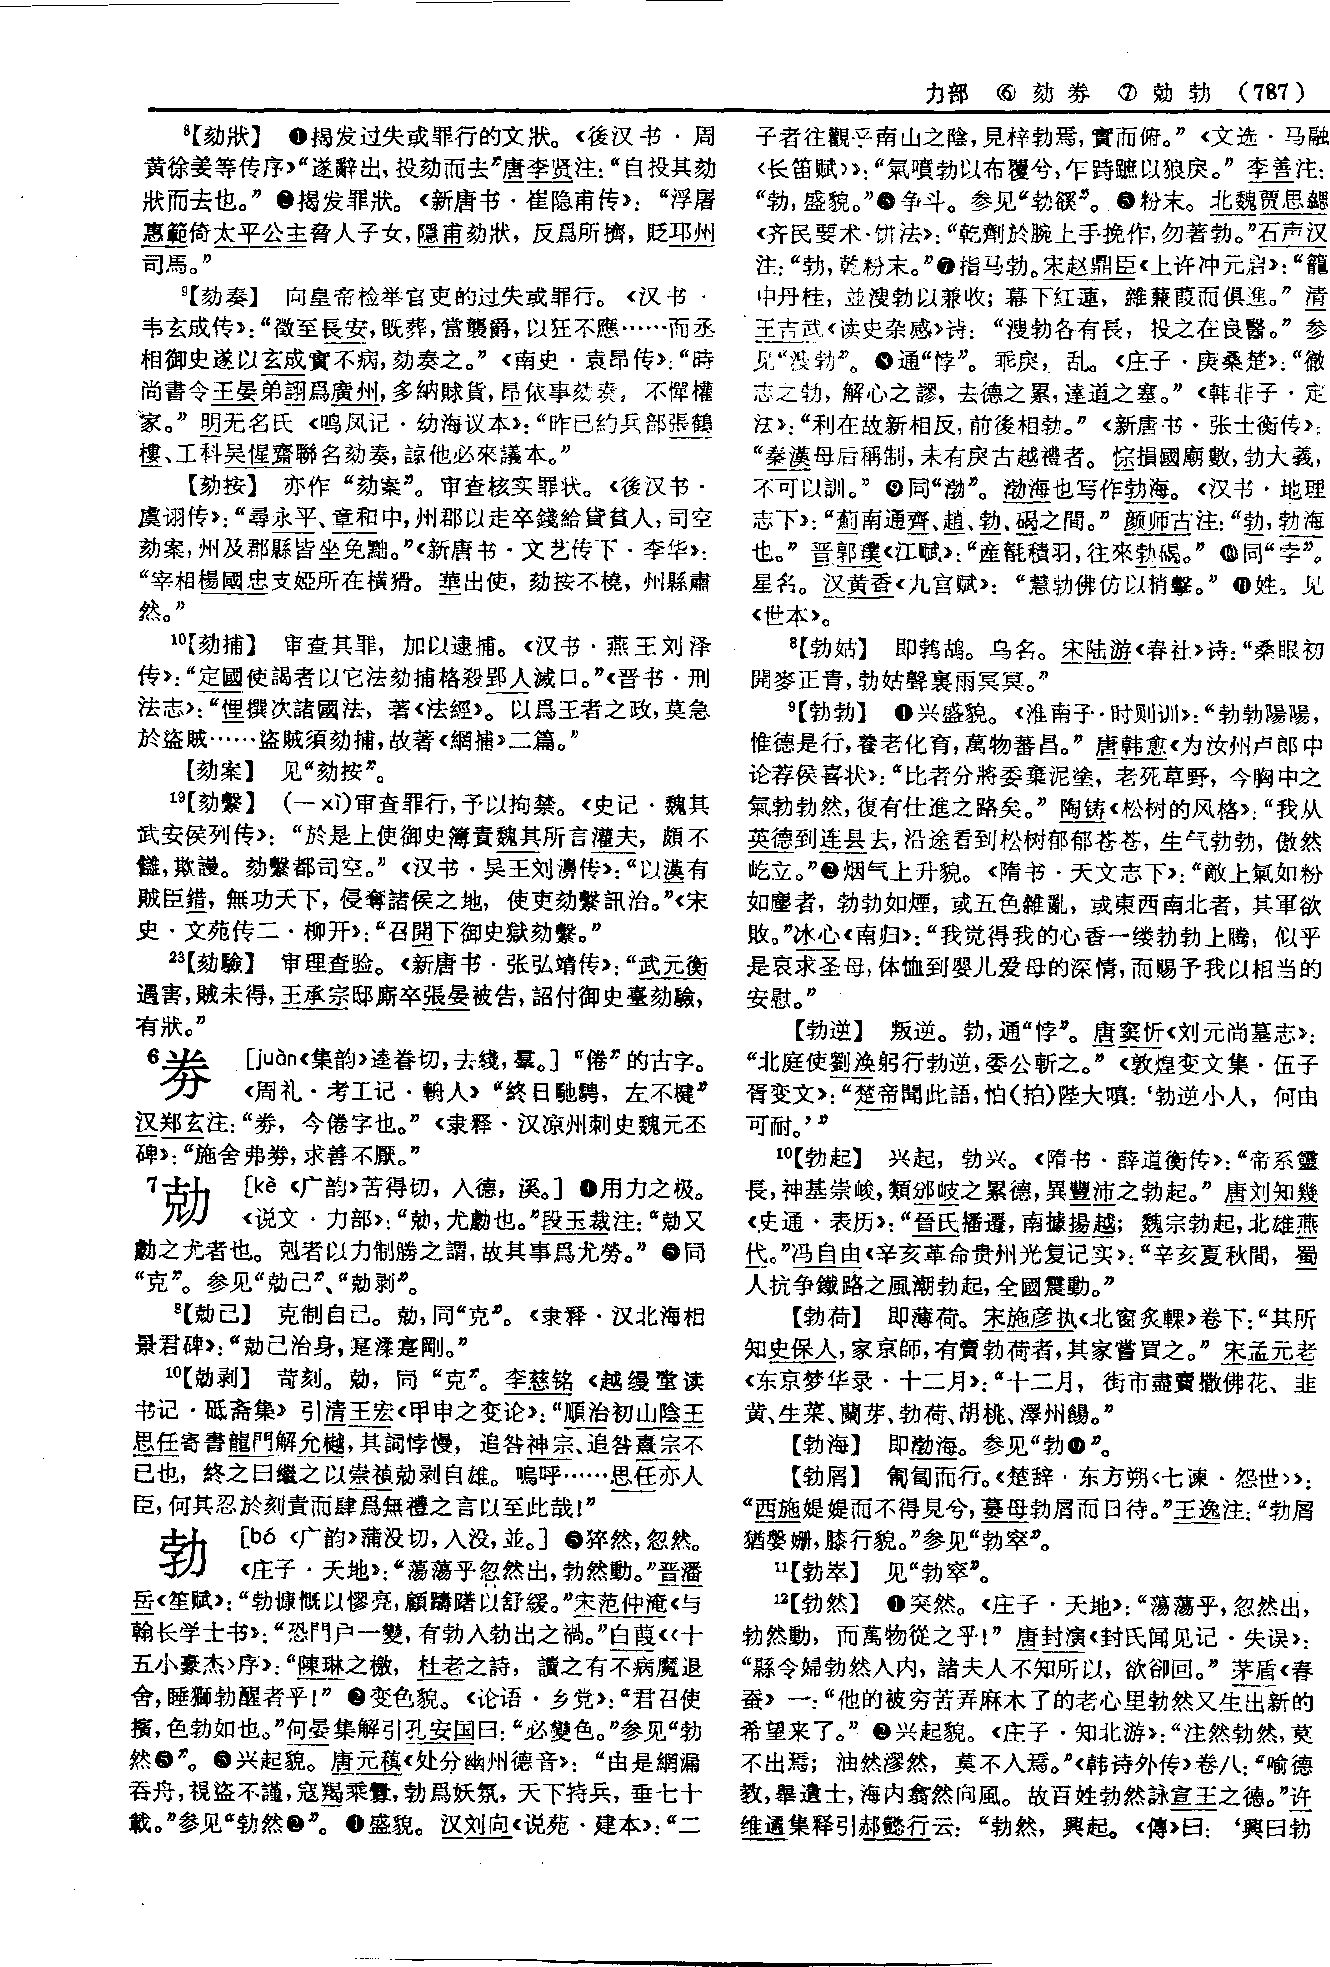 力部 ⑥ 劾 劵 ⑦ 勊 勃 (787)
⁸【劾狀】 ❶揭发过失或罪行的文狀。《後汉书·周
黄徐姜等传序》“遂辭出，投劾而去”唐李贤注：“自投其劾
狀而去也。” ❷揭发罪狀。《新唐书·崔隐甫传》：“浮屠
惠範倚太平公主脅人子女，隱甫劾狀，反爲所擠，貶邛州
司馬。”
⁹【劾奏】 向皇帝检举官吏的过失或罪行。《汉书·
韦玄成传》：“徵至長安，既葬，當襲爵，以狂不應……而丞
相御史遂以玄成實不病，劾奏之。”《南史·袁昂传》：“時
尚書令王晏弟詡爲廣州，多納賕貨，昂依事劾奏，不憚權
家。”明无名氏《鸣凤记·幼海议本》：“昨已約兵部張鶴
樓、工科吴惺齋聯名劾奏，諒他必來議本。”
【劾按】 亦作“劾案”。审查核实罪状。《後汉书·
虞诩传》：“尋永平、章和中，州郡以走卒錢給貸貧人，司空
劾案，州及郡縣皆坐免黜。”《新唐书·文艺传下·李华》：
“宰相楊國忠支婭所在横猾。華出使，劾按不橈，州縣肅
然。”
¹⁰【劾捕】 审查其罪，加以逮捕。《汉书·燕王刘泽
传》：“定國使謁者以它法劾捕格殺郢人滅口。”《晋书·刑
法志》：“悝撰次諸國法，著《法經》。以爲王者之政，莫急
於盜賊……盜賊須劾捕，故著《網捕》二篇。”
【劾案】 见“劾按”。
¹⁹【劾繫】 (—xì)审查罪行，予以拘禁。《史记·魏其
武安侯列传》：“於是上使御史簿責魏其所言灌夫，頗不
讎，欺謾。劾繫都司空。”《汉书·吴王刘濞传》：“以漢有
賊臣錯，無功天下，侵奪諸侯之地，使吏劾繫訊治。”《宋
史·文苑传二·柳开》：“召開下御史獄劾繫。”
²³【劾驗】 审理查验。《新唐书·张弘靖传》：“武元衡
遇害，賊未得，王承宗邸廝卒張晏被告，詔付御史臺劾驗，
有狀。”
⁶劵 [juàn《集韵》逵眷切，去线，羣。] “倦”的古字。
《周礼·考工记·輈人》“終日馳騁，左不楗”
汉郑玄注：“劵，今倦字也。”《隶释·汉凉州刺史魏元丕
碑》：“施舍弗劵，求善不厭。”
⁷勊 [kè《广韵》苦得切，入德，溪。] ❶用力之极。
《说文·力部》：“勊，尤勮也。”段玉裁注：“勊又
勮之尤者也。剋者以力制勝之謂，故其事爲尤勞。” ❷同
“克”。参见“勊己”、“勊剥”。
⁸【勊己】 克制自己。勊，同“克”。《隶释·汉北海相
景君碑》：“勊己治身，寔渘寔剛。”
¹⁰【勊剥】 苛刻。勊，同“克”。李慈铭《越缦堂读
书记·砥斋集》引清王宏《甲申之变论》：“順治初山陰王
思任寄書龍門解允樾，其詞悖慢，追咎神宗、追咎熹宗不
已也，終之曰繼之以崇禎勊剥自雄。嗚呼……思任亦人
臣，何其忍於刻責而肆爲無禮之言以至此哉！”
勃 [bó《广韵》蒲没切，入没，並。] ❶猝然，忽然。
《庄子·天地》：“蕩蕩乎忽然出，勃然動。”晋潘
岳《笙赋》：“勃慷慨以憀亮，顧躊躇以舒緩。”宋范仲淹《与
翰长学士书》：“恐門户一變，有勃入勃出之禍。”白葭《〈十
五小豪杰〉序》：“陳琳之檄，杜老之詩，讀之有不病魔退
舍，睡獅勃醒者乎！” ❷变色貌。《论语·乡党》：“君召使
擯，色勃如也。”何晏集解引孔安国曰：“必變色。”参见“勃
然❸”。 ❸兴起貌。唐元稹《处分幽州德音》：“由是網漏
吞舟，視盜不謹，寇羯乘釁，勃爲妖氛，天下持兵，垂七十
載。”参见“勃然❷”。 ❹盛貌。汉刘向《说苑·建本》：“二
子者往觀乎南山之陰，見梓勃焉，實而俯。”《文选·马融
〈长笛赋〉》：“氣噴勃以布覆兮，乍跱蹠以狼戾。”李善注：
“勃，盛貌。”❺争斗。参见“勃豀”。❻粉末。北魏贾思勰
《齐民要术·饼法》：“乾劑於腕上手挽作，勿著勃。”石声汉
注：“勃，乾粉末。”❼指马勃。宋赵鼎臣《上许冲元启》：“籠
中丹桂，並溲勃以兼收；幕下紅蓮，雜蒹葭而俱進。”清
王吉武《读史杂感》诗：“溲勃各有長，投之在良醫。”参
见“溲勃”。 ❽通“悖”。乖戾，乱。《庄子·庚桑楚》：“徹
志之勃，解心之謬，去德之累，達道之塞。”《韩非子·定
法》：“利在故新相反，前後相勃。”《新唐书·张士衡传》：
“秦漢母后稱制，未有戾古越禮者。悰損國廟數，勃大義，
不可以訓。” ❾同“渤”。渤海也写作勃海。《汉书·地理
志下》：“薊南通齊、趙、勃、碣之間。”颜师古注：“勃，勃海
也。”晋郭璞《江赋》：“産毻積羽，往來勃碣。” ❿同“孛”。
星名。汉黄香《九宫赋》：“慧勃佛仿以梢擊。” ⓫姓。见
《世本》。
⁸【勃姑】 即鹁鸪。鸟名。宋陆游《春社》诗：“桑眼初
開麥正青，勃姑聲裏雨冥冥。”
⁹【勃勃】 ❶兴盛貌。《淮南子·时则训》：“勃勃陽陽，
惟德是行，養老化育，萬物蕃昌。”唐韩愈《为汝州卢郎中
论荐侯喜状》：“比者分將委棄泥塗，老死草野，今胸中之
氣勃勃然，復有仕進之路矣。”陶铸《松树的风格》：“我从
英德到连县去，沿途看到松树郁郁苍苍，生气勃勃，傲然
屹立。”❷烟气上升貌。《隋书·天文志下》：“敵上氣如粉
如塵者，勃勃如煙，或五色雜亂，或東西南北者，其軍欲
敗。”冰心《南归》：“我觉得我的心香一缕勃勃上腾，似乎
是哀求圣母，体恤到婴儿爱母的深情，而赐予我以相当的
安慰。”
【勃逆】 叛逆。勃，通“悖”。唐窦忻《刘元尚墓志》：
“北庭使劉涣躬行勃逆，委公斬之。”《敦煌变文集·伍子
胥变文》：“楚帝聞此語，怕(拍)陛大嗔：‘勃逆小人，何由
可耐。’”
¹⁰【勃起】 兴起，勃兴。《隋书·薛道衡传》：“帝系靈
長，神基崇峻，類邠岐之累德，異豐沛之勃起。”唐刘知幾
《史通·表历》：“晉氏播遷，南據揚越；魏宗勃起，北雄燕
代。”冯自由《辛亥革命贵州光复记实》：“辛亥夏秋間，蜀
人抗争鐵路之風潮勃起，全國震動。”
【勃荷】 即薄荷。宋施彦执《北窗炙輠》卷下：“其所
知史保人，家京師，有賣勃荷者，其家嘗買之。”宋孟元老
《东京梦华录·十二月》：“十二月，街市盡賣撒佛花、韭
黄、生菜、蘭芽、勃荷、胡桃、澤州餳。”
【勃海】 即渤海。参见“勃❾”。
【勃屑】 匍匐而行。《楚辞·东方朔〈七谏·怨世〉》：
“西施媞媞而不得見兮，蟇母勃屑而日待。”王逸注：“勃屑
猶媻姗，膝行貌。”参见“勃窣”。
¹¹【勃崒】 见“勃窣”。
¹²【勃然】 ❶突然。《庄子·天地》：“蕩蕩乎，忽然出，
勃然動，而萬物從之乎！”唐封演《封氏闻见记·失误》：
“縣令婦勃然入内，諸夫人不知所以，欲卻回。”茅盾《春
蚕》一：“他的被穷苦弄麻木了的老心里勃然又生出新的
希望来了。” ❷兴起貌。《庄子·知北游》：“注然勃然，莫
不出焉；油然漻然，莫不入焉。”《韩诗外传》卷八：“喻德
教，舉遺士，海内翕然向風。故百姓勃然詠宣王之德。”许
维遹集释引郝懿行云：“勃然，興起。《傳》曰：‘興曰勃